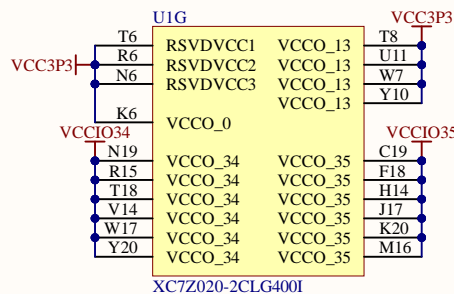 U1G
VCC3P3
T6 RSVDVCC1 VCCO_13 T8
VCC3P3 R6 RSVDVCC2 VCCO_13 U11
N6 RSVDVCC3 VCCO_13 W7
VCCO_13 Y10
K6 VCCO_0
VCCIO34 VCCIO35
N19 VCCO_34 VCCO_35 C19
R15 VCCO_34 VCCO_35 F18
T18 VCCO_34 VCCO_35 H14
V14 VCCO_34 VCCO_35 J17
W17 VCCO_34 VCCO_35 K20
Y20 VCCO_34 VCCO_35 M16
XC7Z020-2CLG400I